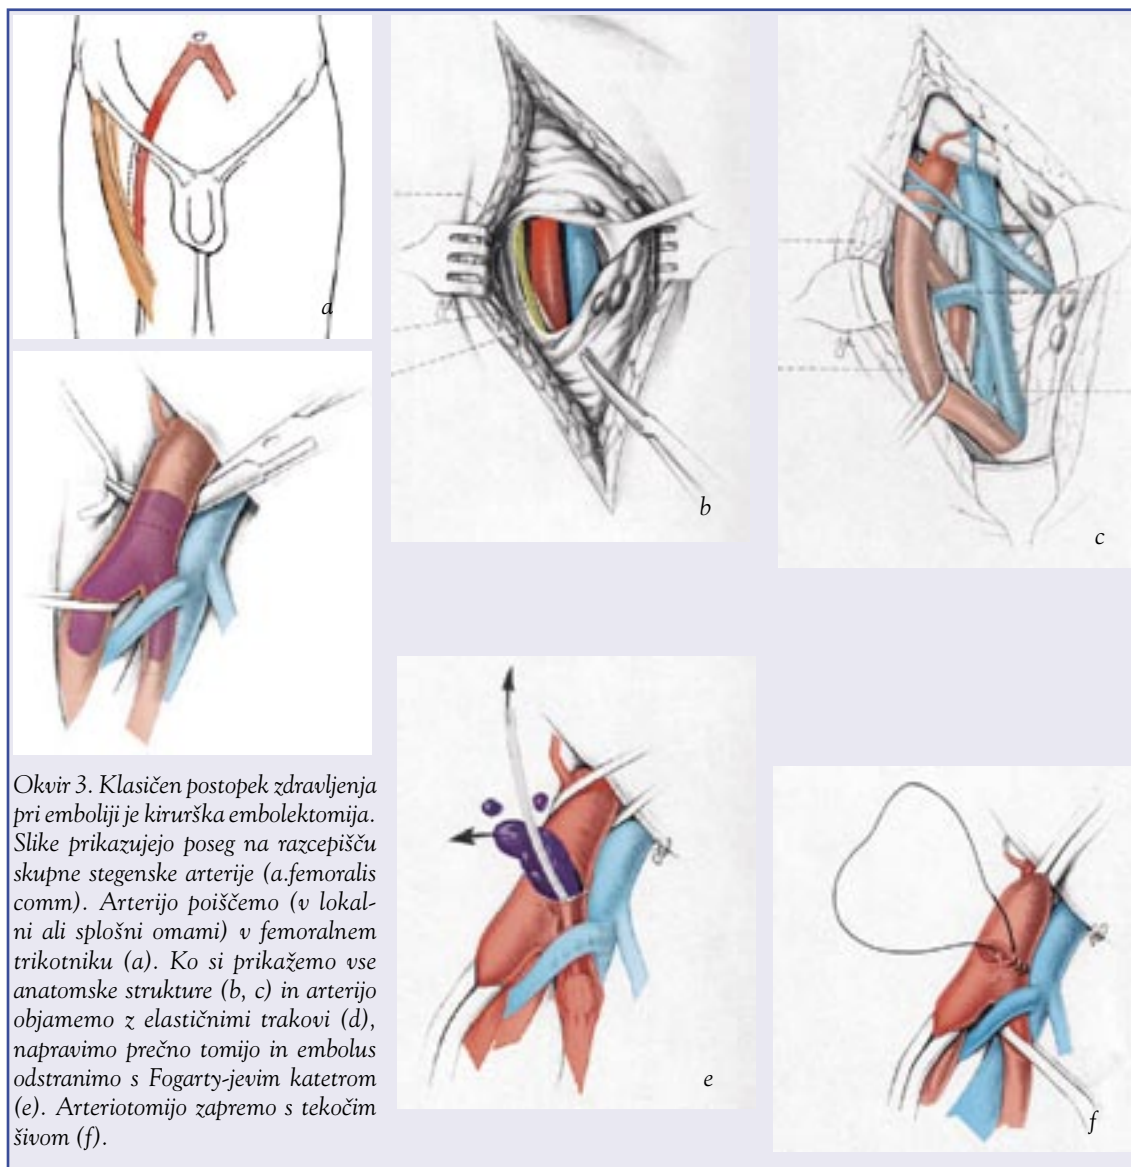 a
b
c
Okvir 3. Klasičen postopek zdravljenja
pri emboliji je kirurška embolektomija.
Slike prikazujejo poseg na razcepišču
skupne stegenske arterije (a.femoralis
comm). Arterijo poiščemo (v lokal-
ni ali splošni omami) v femoralnem
trikotniku (a). Ko si prikažemo vse
anatomske strukture (b, c) in arterijo
objamemo z elastičnimi trakovi (d),
napravimo prečno tomijo in embolus
odstranimo s Fogarty-jevim katetrom
(e). Arteriotomijo zapremo s tekočim
šivom (f).
e
f